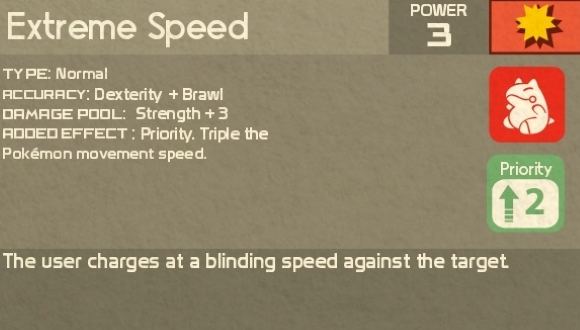 Extreme Speed
POWER
3
TYPE: Normal
ACCURACY: Dexterity + Brawl
DAMAGE POOL: Strength + 3
ADDED EFFECT : Priority. Triple the
Pokémon movement speed.
Priority
2
The user charges at a blinding speed against the target.